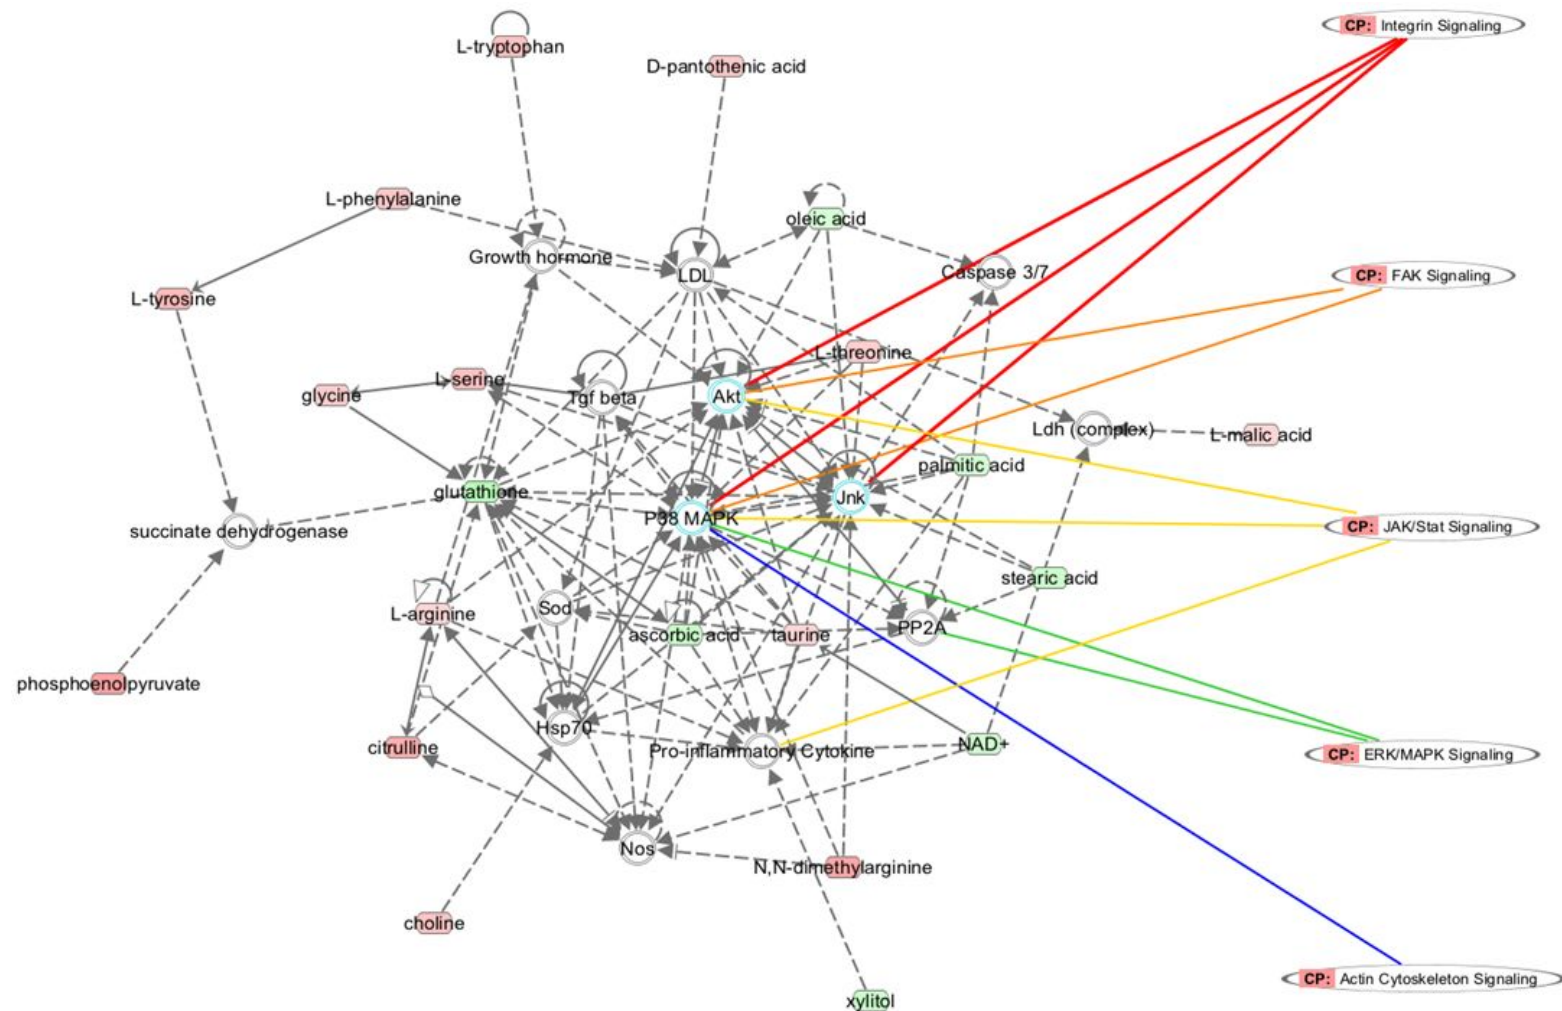 CP: Integrin Signaling
L-tryptophan
D-pantothenic acid
L-phenylalanine
oleic acid
Growth hormone
LDL
Caspase 3/7
CP: FAK Signaling
L-tyrosine
L-threonine
L-serine
glycine
Tgf beta
Akt
Ldh (complex)
L-malic acid
palmitic acid
glutathione
Jnk
P38 MAPK
CP: JAK/Stat Signaling
succinate dehydrogenase
stearic acid
L-arginine
Sod
ascorbic acid
taurine
PP2A
phosphoenolpyruvate
Hsp70
citrulline
Pro-inflammatory Cytokine
NAD+
CP: ERK/MAPK Signaling
Nos
N,N-dimethylarginine
choline
CP: Actin Cytoskeleton Signaling
xylitol